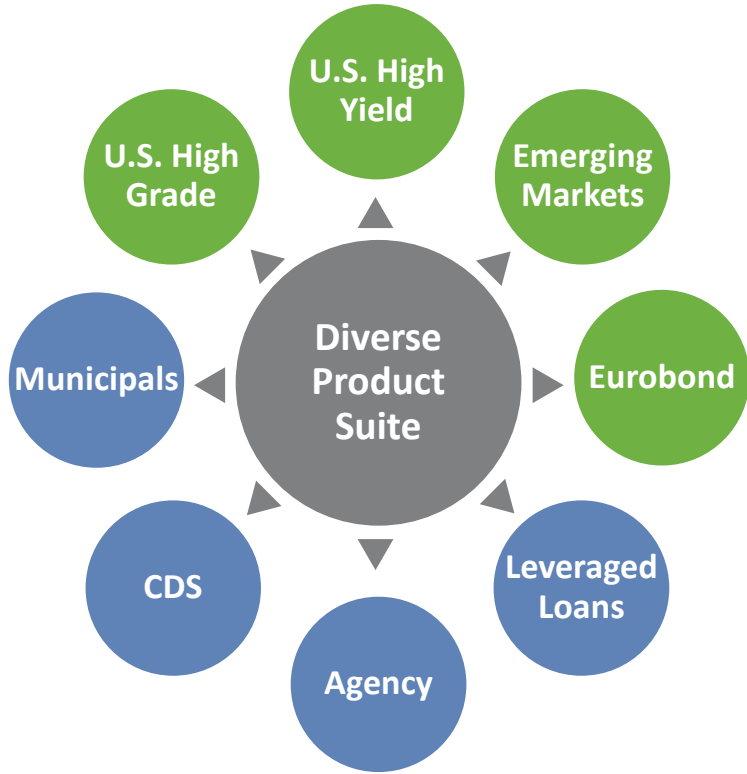 U.S. High
Yield
U.S. High
Grade
Emerging
Markets
Municipals
Diverse
Product
Suite
Eurobond
CDS
Leveraged
Loans
Agency